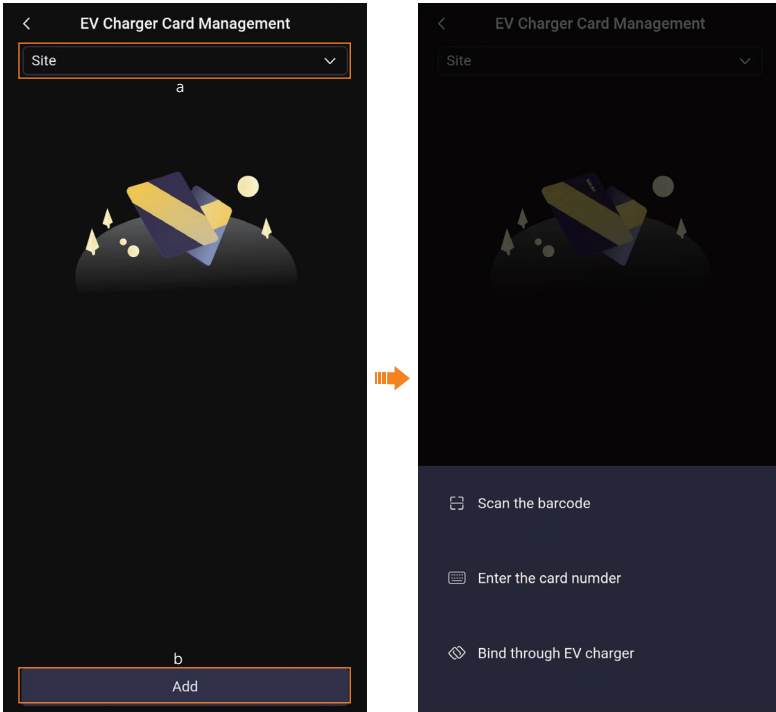 EV Charger Card Management
Site
a
b
Add
EV Charger Card Management
Site
Scan the barcode
Enter the card numder
Bind through EV charger